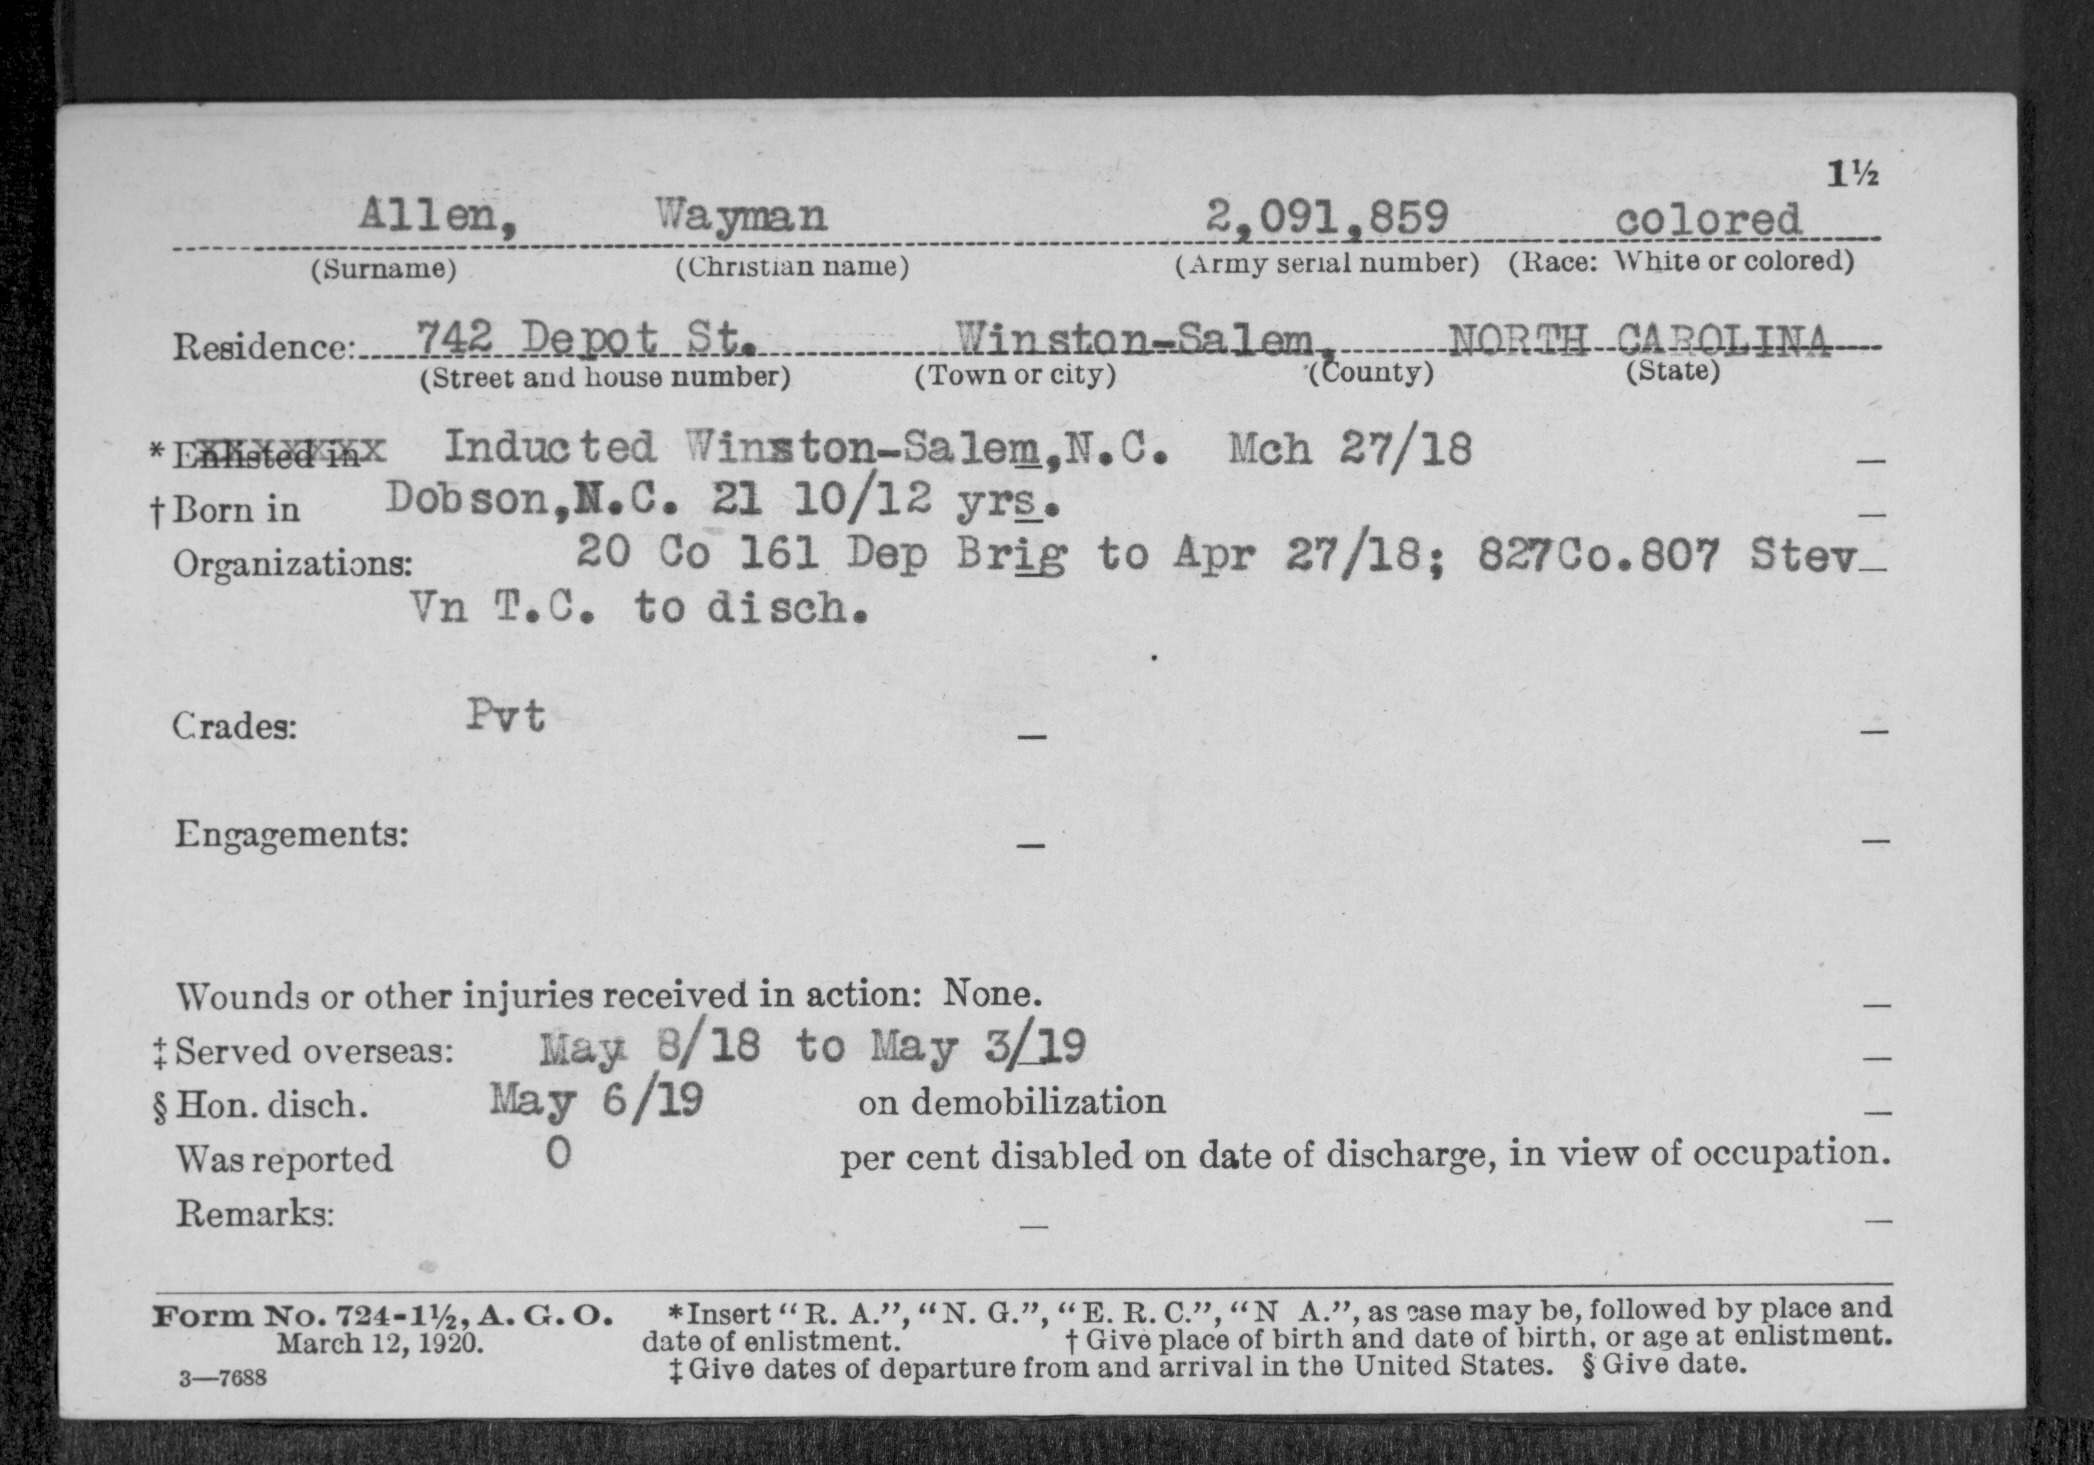 1½
Allen, Wayman 2,091,859 colored
(Surname) (Christian name) (Army serial number) (Race: White or colored)
Residence: 742 Depot St. Winston-Salem, NORTH CAROLINA
(Street and house number) (Town or city) (County) (State)
*Enlisted in Inducted Winston-Salem,N.C. Mch 27/18 —
†Born in Dobson,N.C. 21 10/12 yrs. —
Organizations: 20 Co 161 Dep Brig to Apr 27/18; 827Co.807 Stev—
Vn T.C. to disch.
Grades: Pvt — —
Engagements: — —
Wounds or other injuries received in action: None. —
‡Served overseas: May 8/18 to May 3/19 —
§Hon. disch. May 6/19 on demobilization —
Was reported 0 per cent disabled on date of discharge, in view of occupation.
Remarks: — —
Form No. 724-1½, A. G. O. *Insert “R. A.”, “N. G.”, “E. R. C.”, “N A.”, as case may be, followed by place and
March 12, 1920. date of enlistment. †Give place of birth and date of birth, or age at enlistment.
3—7688 ‡Give dates of departure from and arrival in the United States. §Give date.